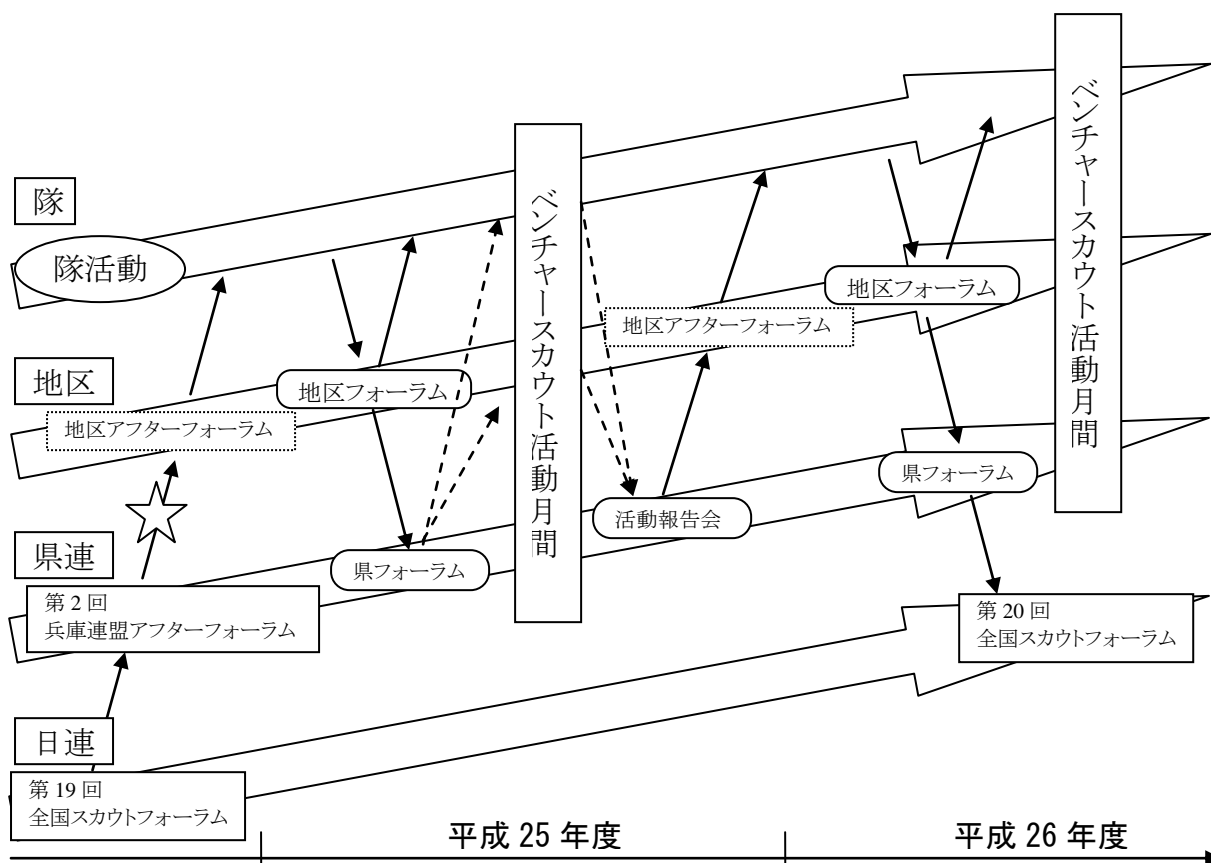 ベンチャースカウト活動月間
ベンチャースカウト活動月間
隊
隊活動
地区フォーラム
地区アフターフォーラム
地区
地区フォーラム
地区アフターフォーラム
県フォーラム
活動報告会
県連
県フォーラム
第2回
兵庫連盟アフターフォーラム
第20回
全国スカウトフォーラム
日連
第19回
全国スカウトフォーラム
平成25年度
平成26年度